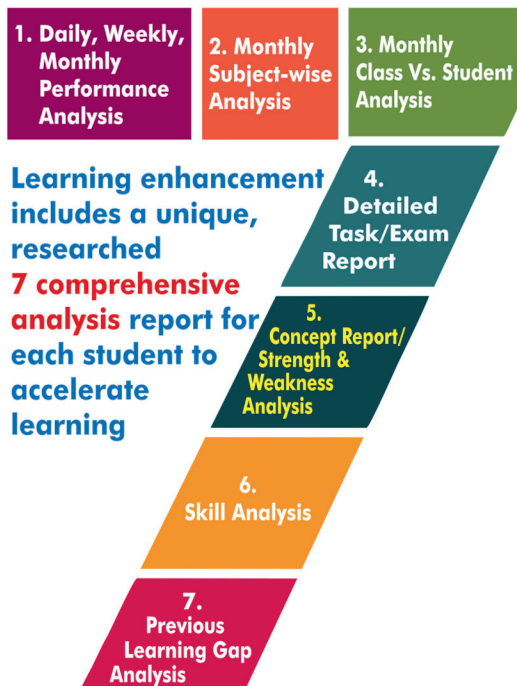 1. Daily, Weekly,
Monthly
Performance
Analysis
2. Monthly
Subject-wise
Analysis
3. Monthly
Class Vs. Student
Analysis
Learning enhancement
includes a unique,
researched
7 comprehensive
analysis report for
each student to
accelerate
learning
4.
Detailed
Task/Exam
Report
5.
Concept Report/
Strength &
Weakness
Analysis
6.
Skill Analysis
7.
Previous
Learning Gap
Analysis